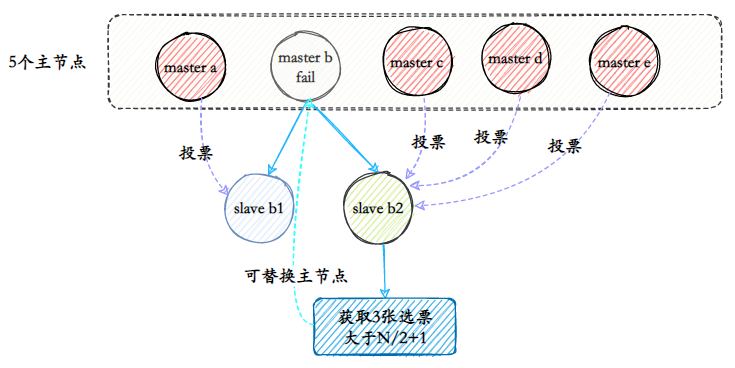 5个主节点
master a
master b
fail
master c
master d
master e
投票
投票
投票
投票
slave b1
slave b2
可替换主节点
获取3张选票
大于N/2+1